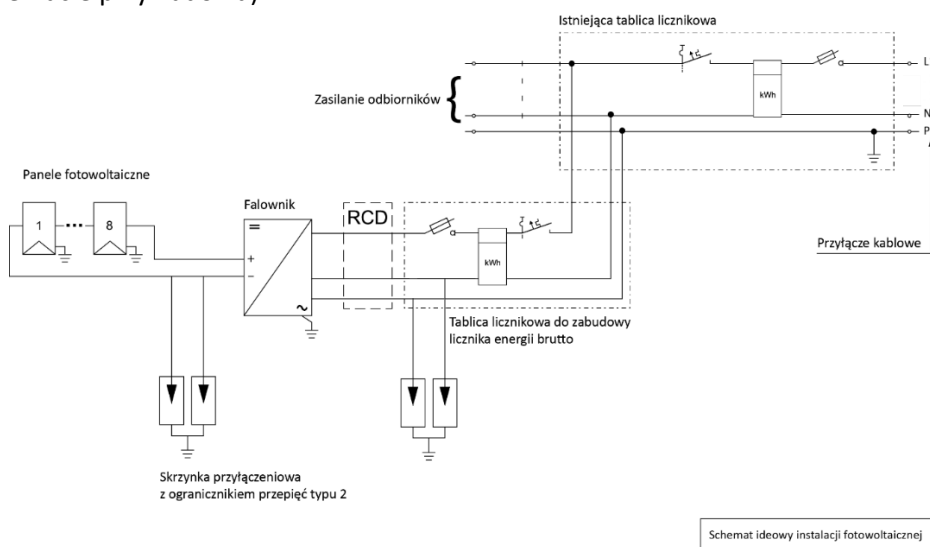 Istniejąca tablica licznikowa
L
kWh
Zasilanie odbiorników
N
P
Panele fotowoltaiczne
1
8
Falownik
=
+
−
~
RCD
kWh
Przyłącze kablowe
Tablica licznikowa do zabudowy
licznika energii brutto
Skrzynka przyłączeniowa
z ogranicznikiem przepięć typu 2
Schemat ideowy instalacji fotowoltaicznej